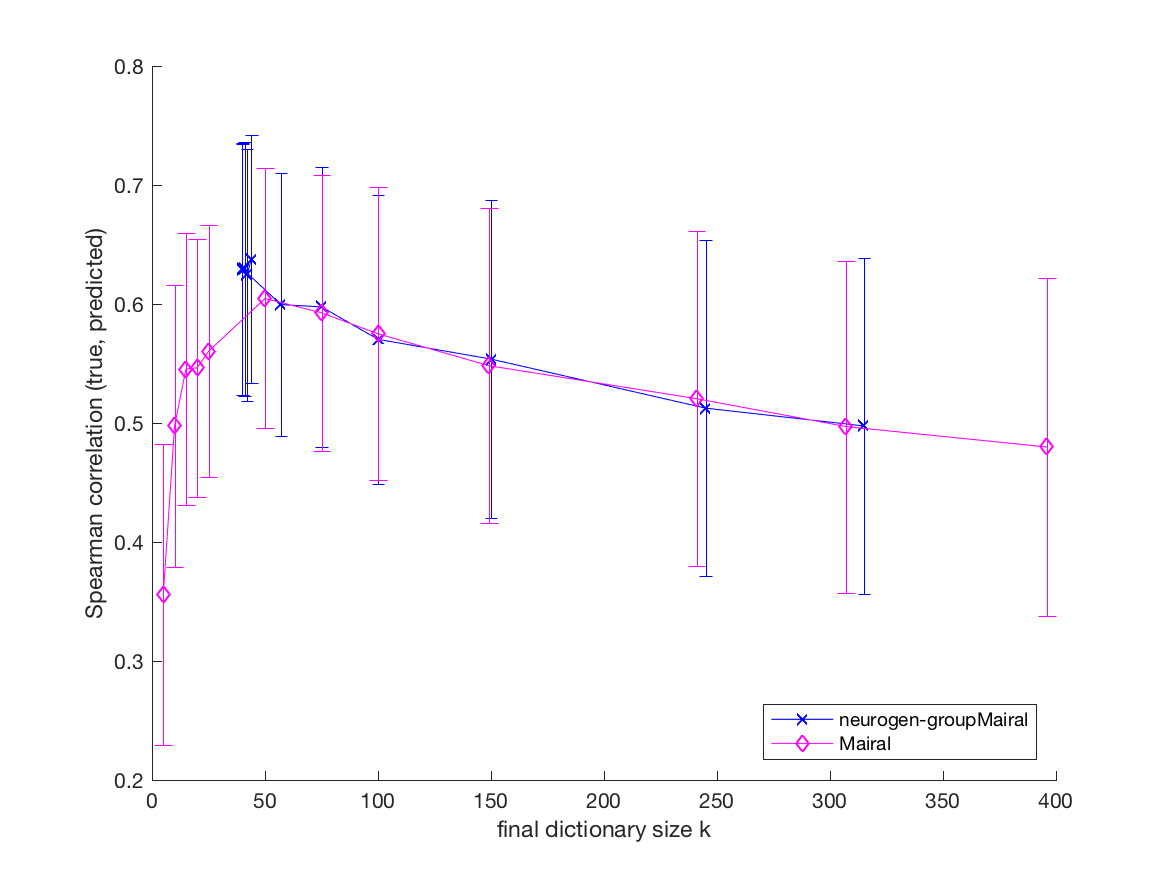 0.8
0.7
0.6
0.5
0.4
0.3
0.2
Spearman correlation (true, predicted)
0 50 100 150 200 250 300 350 400
final dictionary size k
neurogen-groupMairal
Mairal